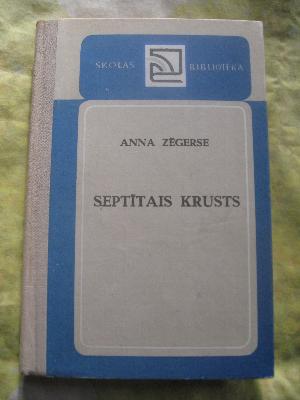 SKOLAS BIBLIOTĒKA
ANNA ZĒGERSE
SEPTĪTAIS KRUSTS